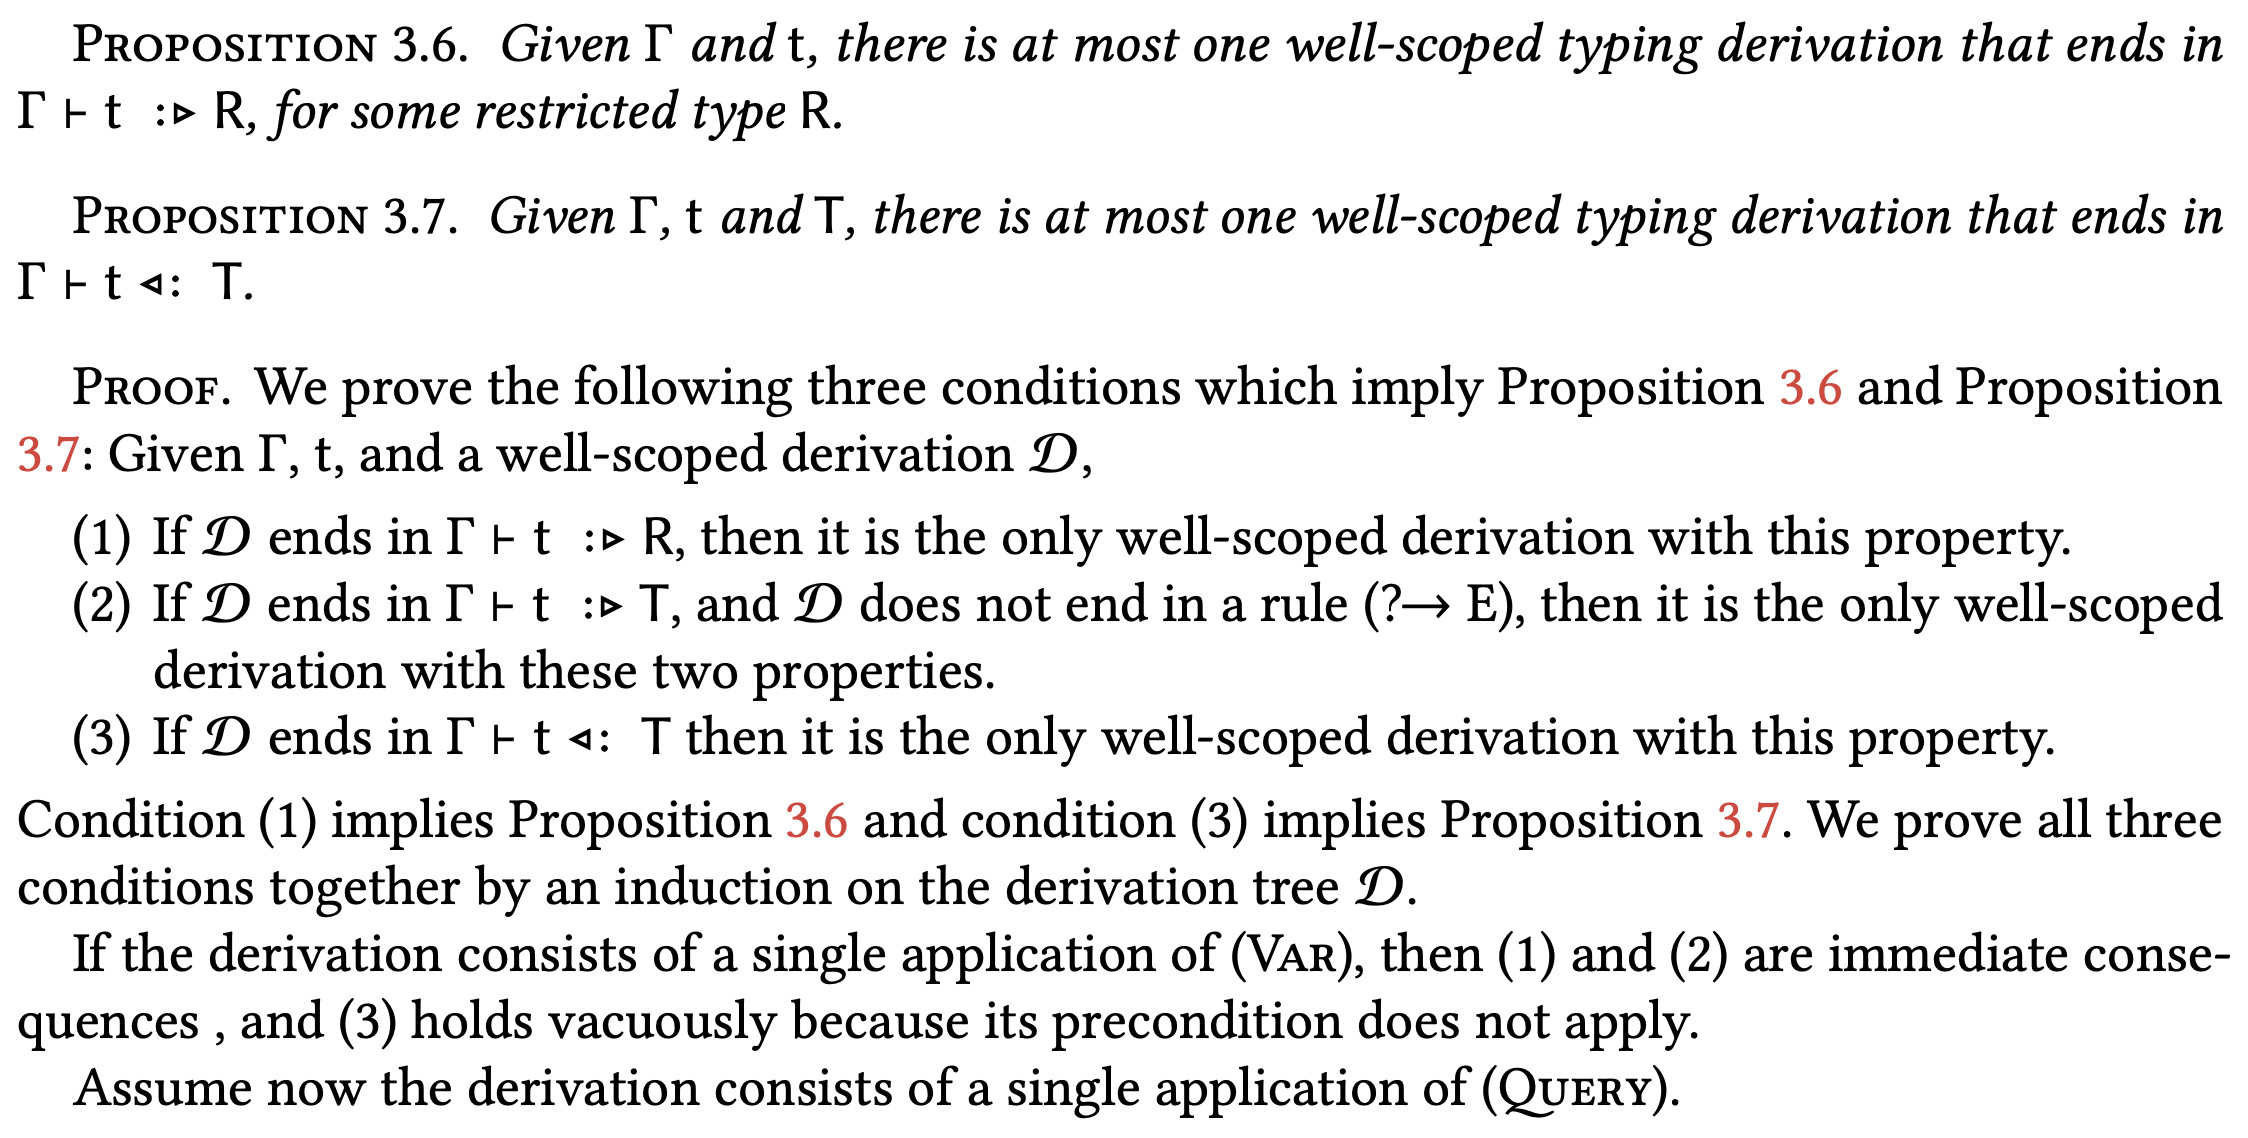 PROPOSITION 3.6. Given Γ and t, there is at most one well-scoped typing derivation that ends in
Γ ⊢ t :▹ R, for some restricted type R.
PROPOSITION 3.7. Given Γ, t and T, there is at most one well-scoped typing derivation that ends in
Γ ⊢ t ◃: T.
PROOF. We prove the following three conditions which imply Proposition 3.6 and Proposition
3.7: Given Γ, t, and a well-scoped derivation 𝒟,
(1) If 𝒟 ends in Γ ⊢ t :▹ R, then it is the only well-scoped derivation with this property.
(2) If 𝒟 ends in Γ ⊢ t :▹ T, and 𝒟 does not end in a rule (?→ E), then it is the only well-scoped
derivation with these two properties.
(3) If 𝒟 ends in Γ ⊢ t ◃: T then it is the only well-scoped derivation with this property.
Condition (1) implies Proposition 3.6 and condition (3) implies Proposition 3.7. We prove all three
conditions together by an induction on the derivation tree 𝒟.
If the derivation consists of a single application of (VAR), then (1) and (2) are immediate conse-
quences , and (3) holds vacuously because its precondition does not apply.
Assume now the derivation consists of a single application of (QUERY).